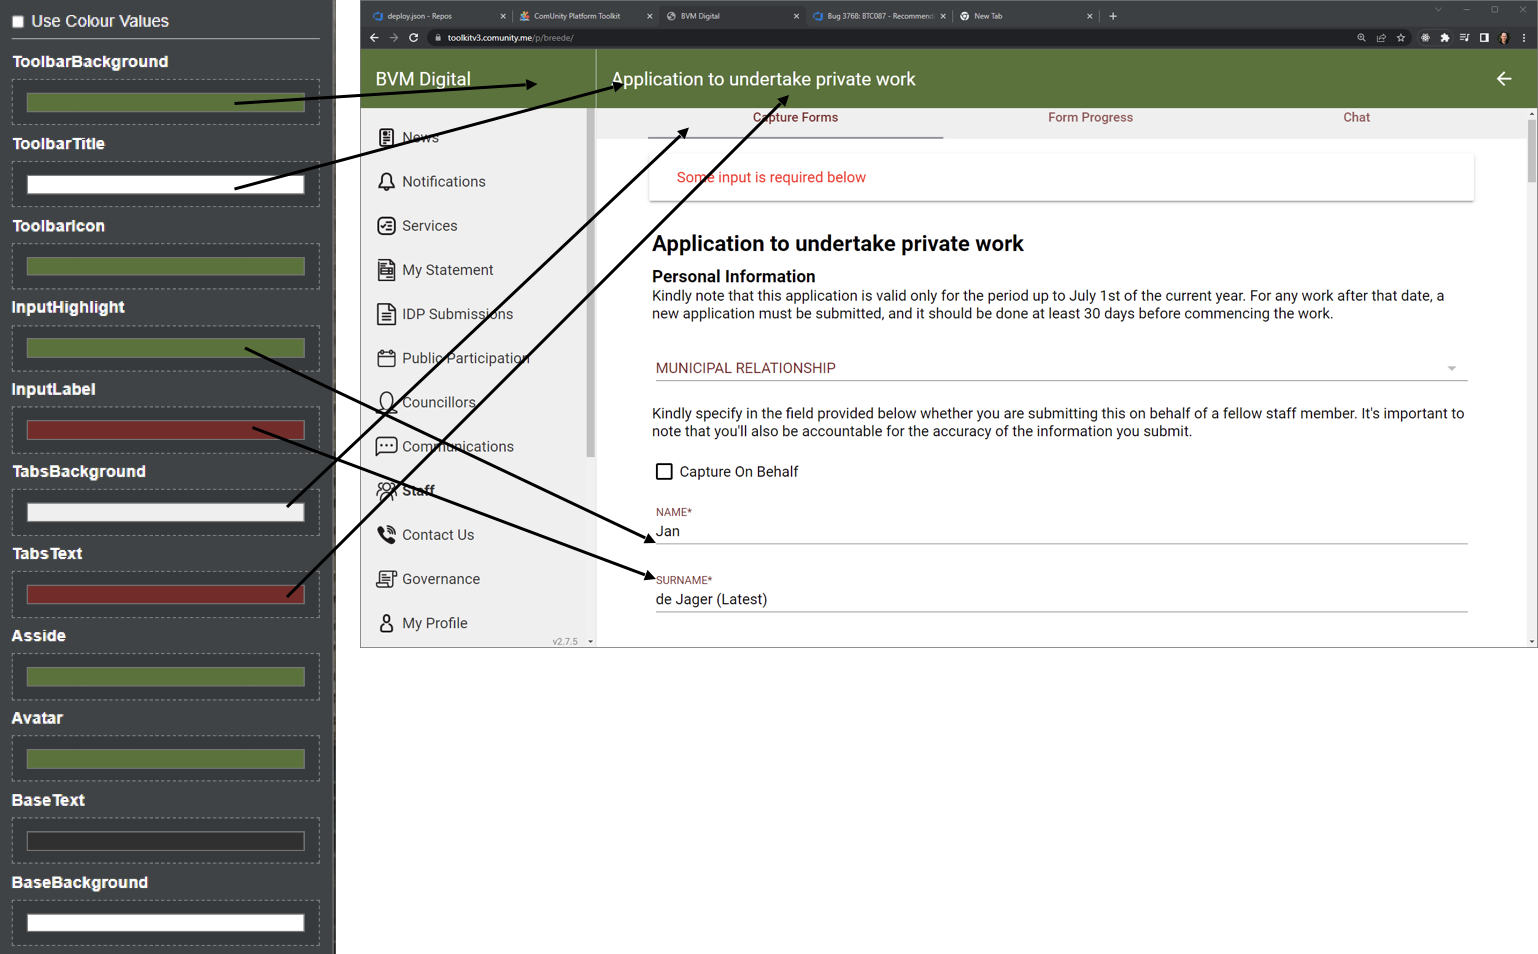 Use Colour Values
ToolbarBackground
ToolbarTitle
ToolbarIcon
InputHighlight
InputLabel
TabsBackground
TabsText
Asside
Avatar
BaseText
BaseBackground
deploy.json - Repos
ComUnity Platform Toolkit
BVM Digital
Bug 3768: BTC087 - Recommend
New Tab
toolkitv3.comunity.me/p/breede/
BVM Digital
Application to undertake private work
News
Notifications
Services
My Statement
IDP Submissions
Public Participation
Councillors
Communications
Staff
Contact Us
Governance
My Profile
v2.7.5
Capture Forms
Form Progress
Chat
Some input is required below
Application to undertake private work
Personal Information
Kindly note that this application is valid only for the period up to July 1st of the current year. For any work after that date, a
new application must be submitted, and it should be done at least 30 days before commencing the work.
MUNICIPAL RELATIONSHIP
Kindly specify in the field provided below whether you are submitting this on behalf of a fellow staff member. It's important to
note that you'll also be accountable for the accuracy of the information you submit.
Capture On Behalf
NAME*
Jan
SURNAME*
de Jager (Latest)